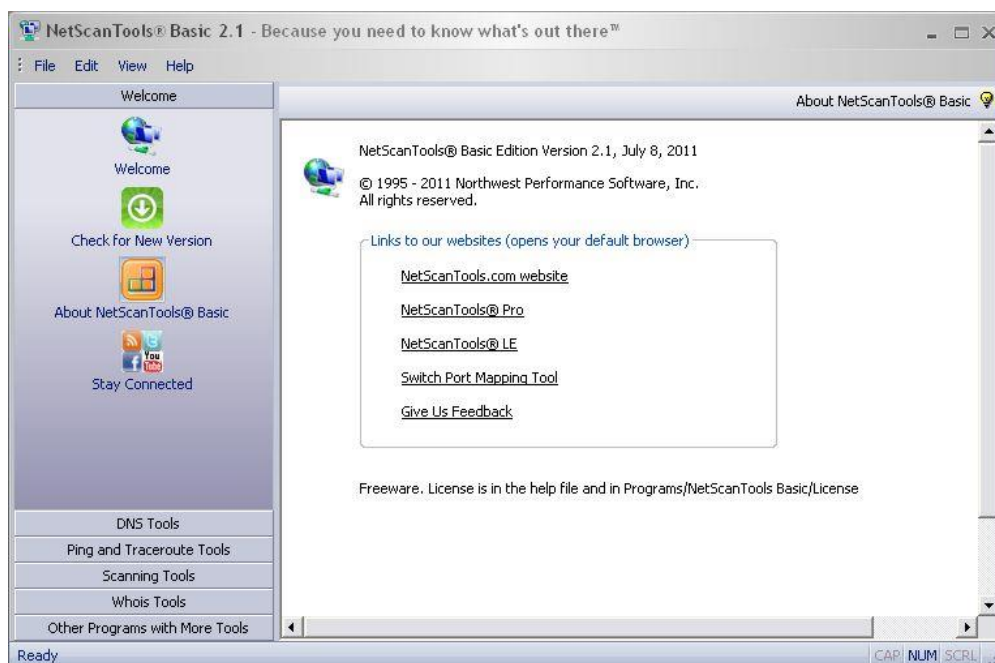 NetScanTools® Basic 2.1 - Because you need to know what's out there™
File Edit View Help
Welcome
Welcome
Check for New Version
About NetScanTools® Basic
You
Tube
Stay Connected
DNS Tools
Ping and Traceroute Tools
Scanning Tools
Whois Tools
Other Programs with More Tools
About NetScanTools® Basic
NetScanTools® Basic Edition Version 2.1, July 8, 2011
© 1995 - 2011 Northwest Performance Software, Inc.
All rights reserved.
Links to our websites (opens your default browser)
NetScanTools.com website
NetScanTools® Pro
NetScanTools® LE
Switch Port Mapping Tool
Give Us Feedback
Freeware. License is in the help file and in Programs/NetScanTools Basic/License
Ready
CAP NUM SCRL